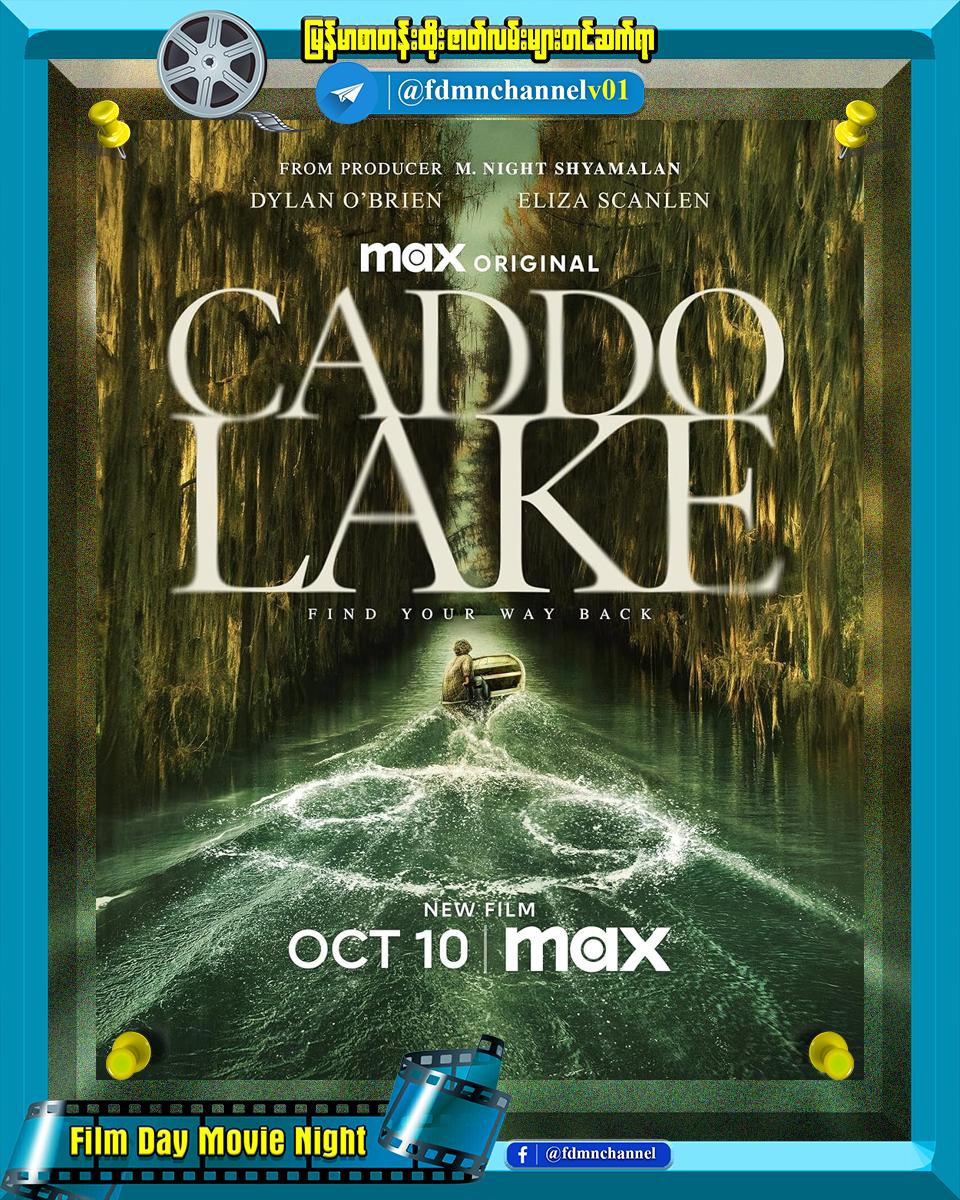 မြန်မာစာတန်းထိုး ဇာတ်လမ်းများတင်ဆက်ရာ
@fdmnchannelv01
FROM PRODUCER M. NIGHT SHYAMALAN
DYLAN O’BRIEN ELIZA SCANLEN
max ORIGINAL
CADDO
LAKE
FIND YOUR WAY BACK
NEW FILM
OCT 10 | max
Film Day Movie Night
@fdmnchannel